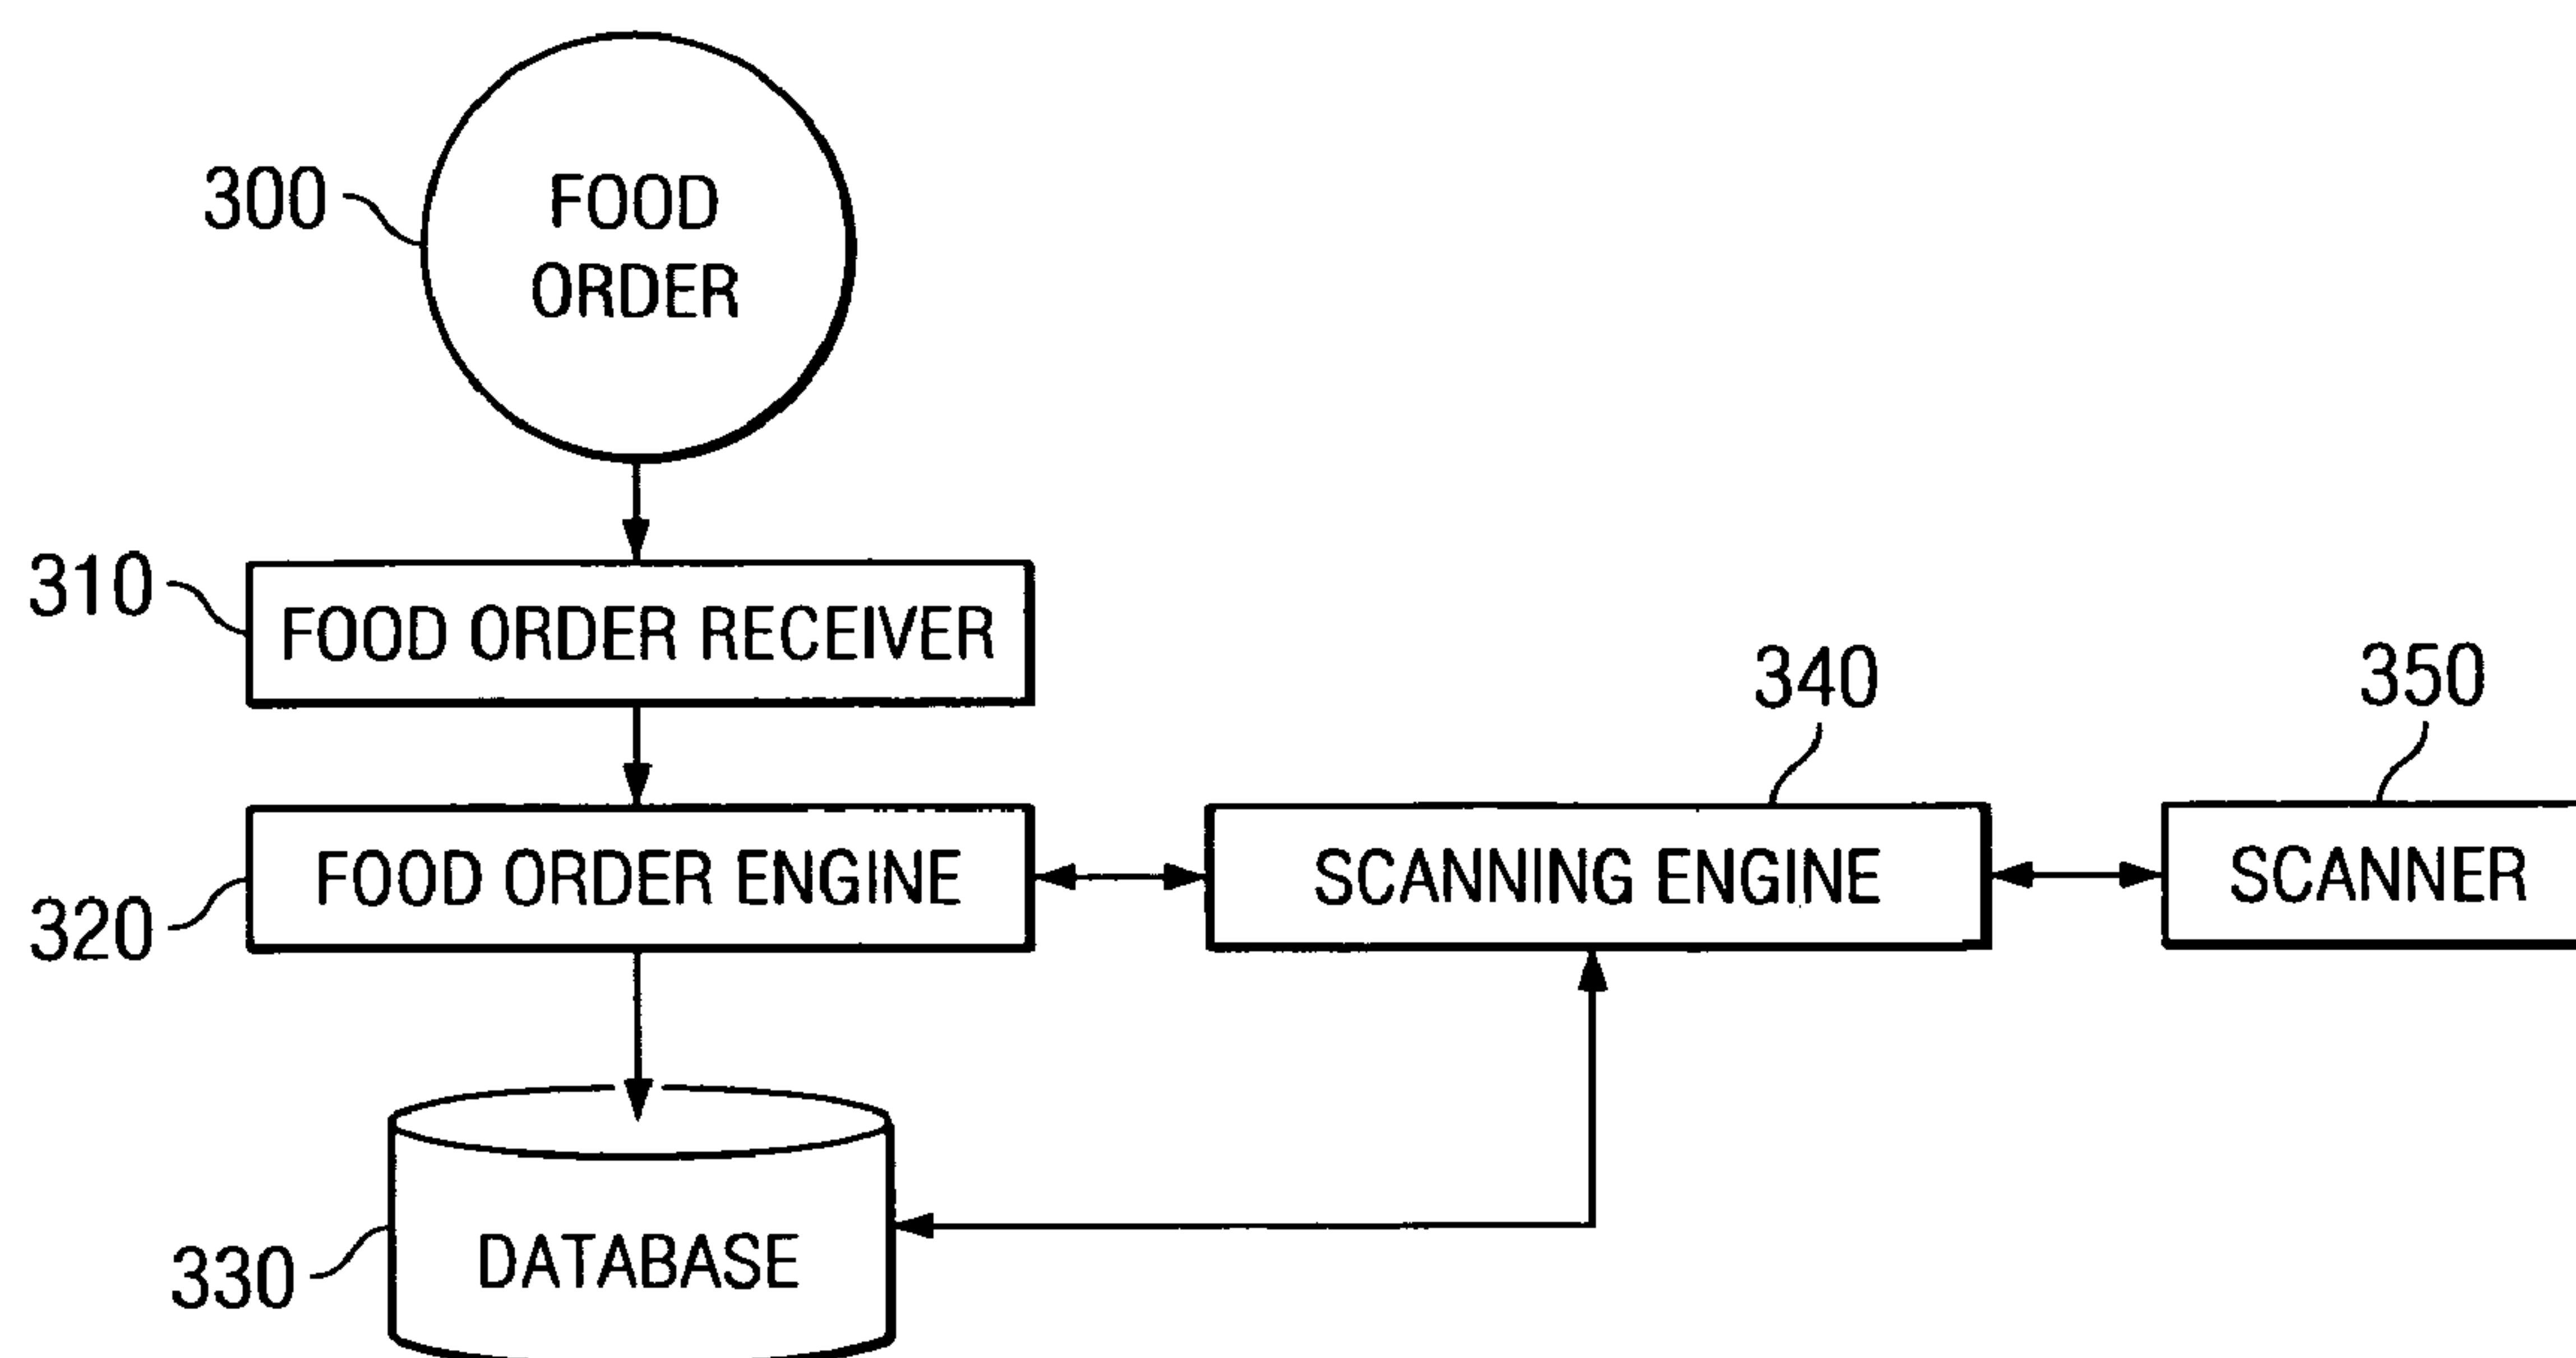 300
FOOD
ORDER
310
FOOD ORDER RECEIVER
340
350
320
FOOD ORDER ENGINE
SCANNING ENGINE
SCANNER
330
DATABASE